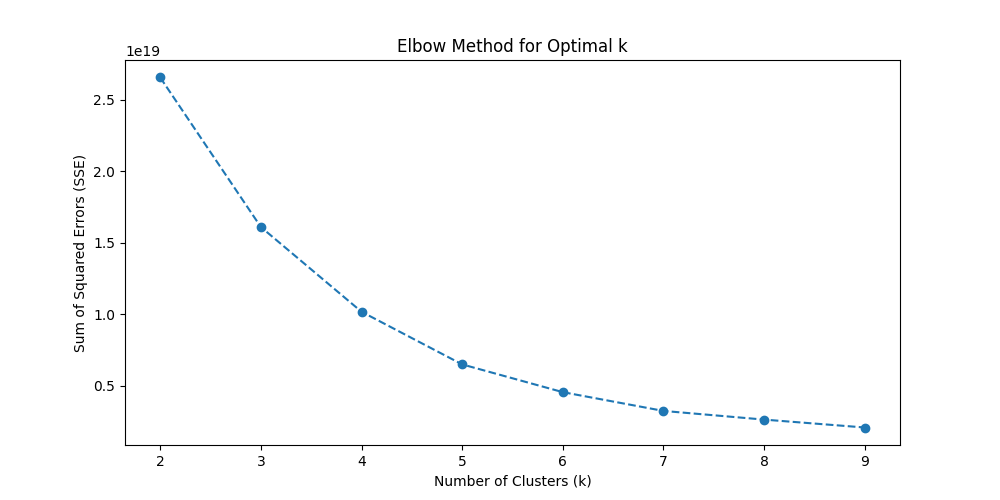 Elbow Method for Optimal k
1e19
2.5
2.0
1.5
1.0
0.5
Sum of Squared Errors (SSE)
2 3 4 5 6 7 8 9
Number of Clusters (k)